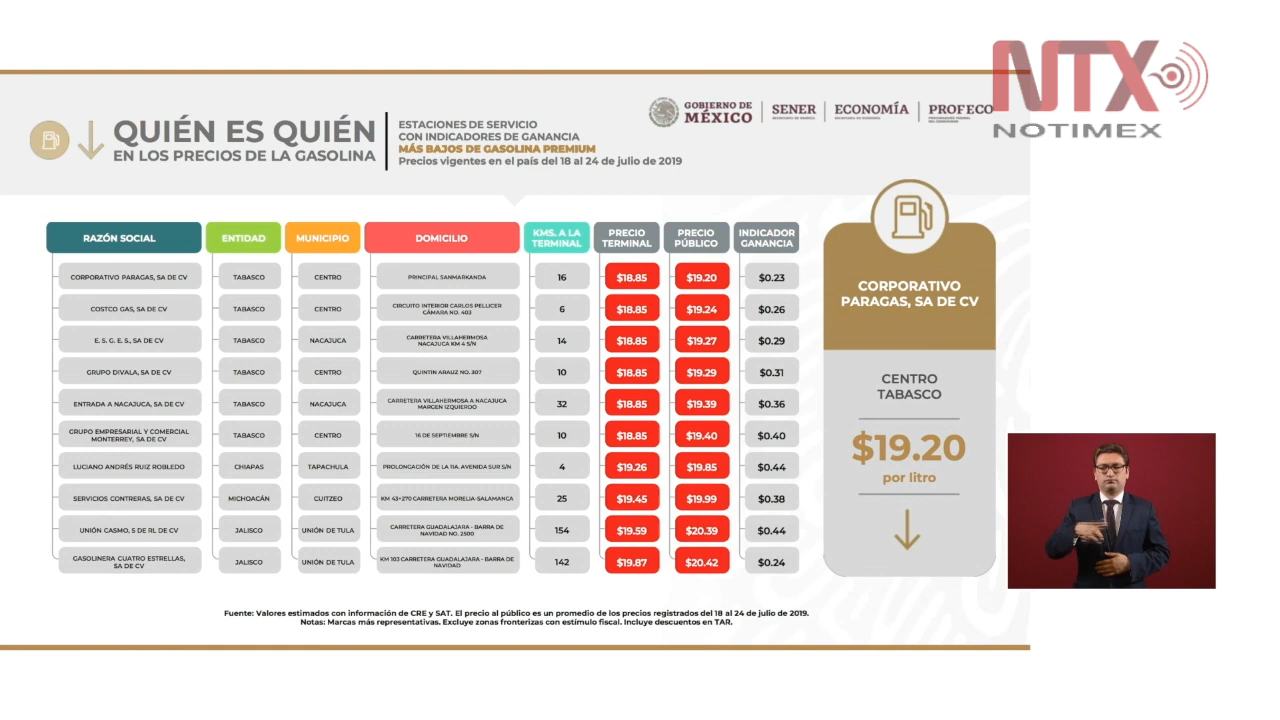 NTX
NOTIMEX
QUIÉN ES QUIÉN
EN LOS PRECIOS DE LA GASOLINA
ESTACIONES DE SERVICIO
CON INDICADORES DE GANANCIA
MÁS BAJOS DE GASOLINA PREMIUM
Precios vigentes en el país del 18 al 24 de julio de 2019
GOBIERNO DE
MÉXICO
SENER
ECONOMÍA
PROFECO
RAZÓN SOCIAL ENTIDAD MUNICIPIO DOMICILIO KMS. A LA TERMINAL PRECIO TERMINAL PRECIO PÚBLICO INDICADOR GANANCIA
CORPORATIVO PARAGAS, SA DE CV TABASCO CENTRO PRINCIPAL SANMARKANDA 16 $18.85 $19.20 $0.23
COSTCO GAS, SA DE CV TABASCO CENTRO CIRCUITO INTERIOR CARLOS PELLICER CÁMARA NO. 403 6 $18.85 $19.24 $0.26
E. S. G. E. S., SA DE CV TABASCO NACAJUCA CARRETERA VILLAHERMOSA NACAJUCA KM 4 S/N 14 $18.85 $19.27 $0.29
GRUPO DIVALA, SA DE CV TABASCO CENTRO QUINTIN ARAUZ NO. 307 10 $18.85 $19.29 $0.31
ENTRADA A NACAJUCA, SA DE CV TABASCO NACAJUCA CARRETERA VILLAHERMOSA A NACAJUCA MARGEN IZQUIERDO 32 $18.85 $19.39 $0.36
GRUPO EMPRESARIAL Y COMERCIAL MONTERREY, SA DE CV TABASCO CENTRO 16 DE SEPTIEMBRE S/N 10 $18.85 $19.40 $0.40
LUCIANO ANDRÉS RUIZ ROBLEDO CHIAPAS TAPACHULA PROLONGACIÓN DE LA 11A. AVENIDA SUR S/N 4 $19.26 $19.85 $0.44
SERVICIOS CONTRERAS, SA DE CV MICHOACÁN CUITZEO KM 43+270 CARRETERA MORELIA-SALAMANCA 25 $19.45 $19.99 $0.38
UNIÓN CASMO, S DE RL DE CV JALISCO UNIÓN DE TULA CARRETERA GUADALAJARA - BARRA DE NAVIDAD NO. 2500 154 $19.59 $20.39 $0.44
GASOLINERA CUATRO ESTRELLAS, SA DE CV JALISCO UNIÓN DE TULA KM 103 CARRETERA GUADALAJARA - BARRA DE NAVIDAD 142 $19.87 $20.42 $0.24
CORPORATIVO
PARAGAS, SA DE CV
CENTRO
TABASCO
$19.20
por litro
Fuente: Valores estimados con información de CRE y SAT. El precio al público es un promedio de los precios registrados del 18 al 24 de julio de 2019.
Notas: Marcas más representativas. Excluye zonas fronterizas con estímulo fiscal. Incluye descuentos en TAR.